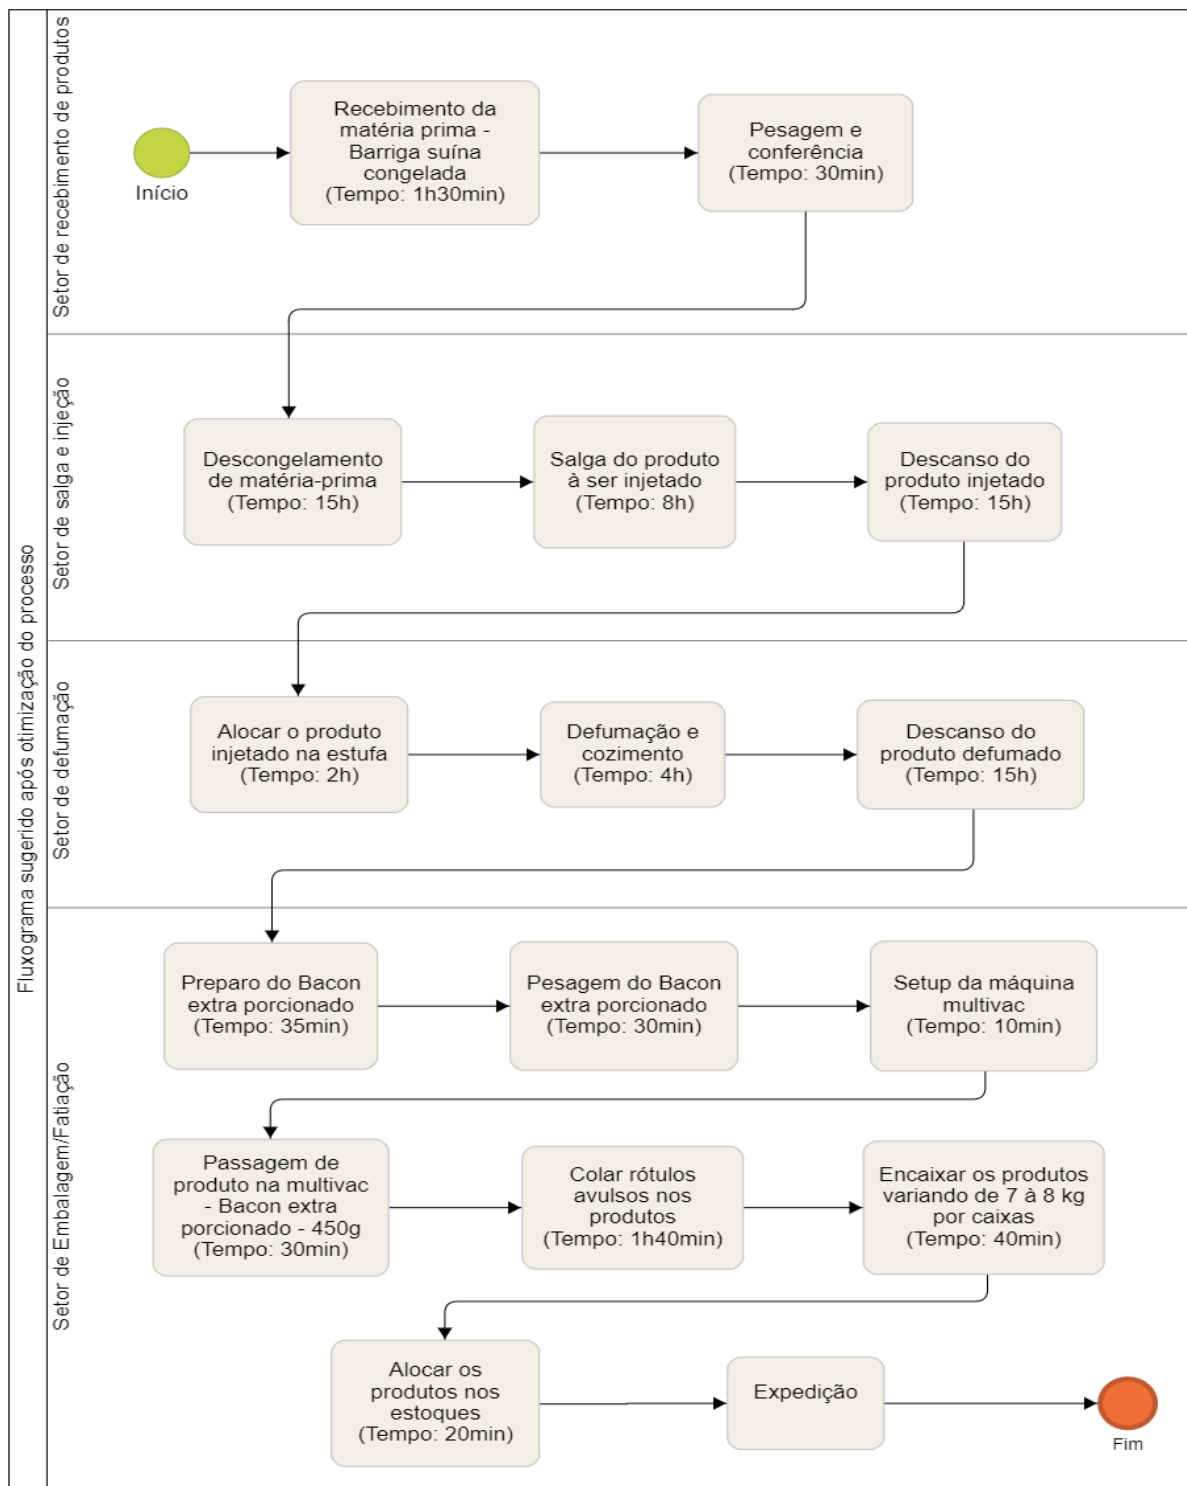 Fluxograma sugerido após otimização do processo
Setor de recebimento de produtos
Início
Recebimento da
matéria prima -
Barriga suína
congelada
(Tempo: 1h30min)
Pesagem e
conferência
(Tempo: 30min)
Setor de salga e injeção
Descongelamento
de matéria-prima
(Tempo: 15h)
Salga do produto
à ser injetado
(Tempo: 8h)
Descanso do
produto injetado
(Tempo: 15h)
Setor de defumação
Alocar o produto
injetado na estufa
(Tempo: 2h)
Defumação e
cozimento
(Tempo: 4h)
Descanso do
produto defumado
(Tempo: 15h)
Setor de Embalagem/Fatiação
Preparo do Bacon
extra porcionado
(Tempo: 35min)
Pesagem do Bacon
extra porcionado
(Tempo: 30min)
Setup da máquina
multivac
(Tempo: 10min)
Passagem de
produto na multivac
- Bacon extra
porcionado - 450g
(Tempo: 30min)
Colar rótulos
avulsos nos
produtos
(Tempo: 1h40min)
Encaixar os produtos
variando de 7 à 8 kg
por caixas
(Tempo: 40min)
Alocar os
produtos nos
estoques
(Tempo: 20min)
Expedição
Fim